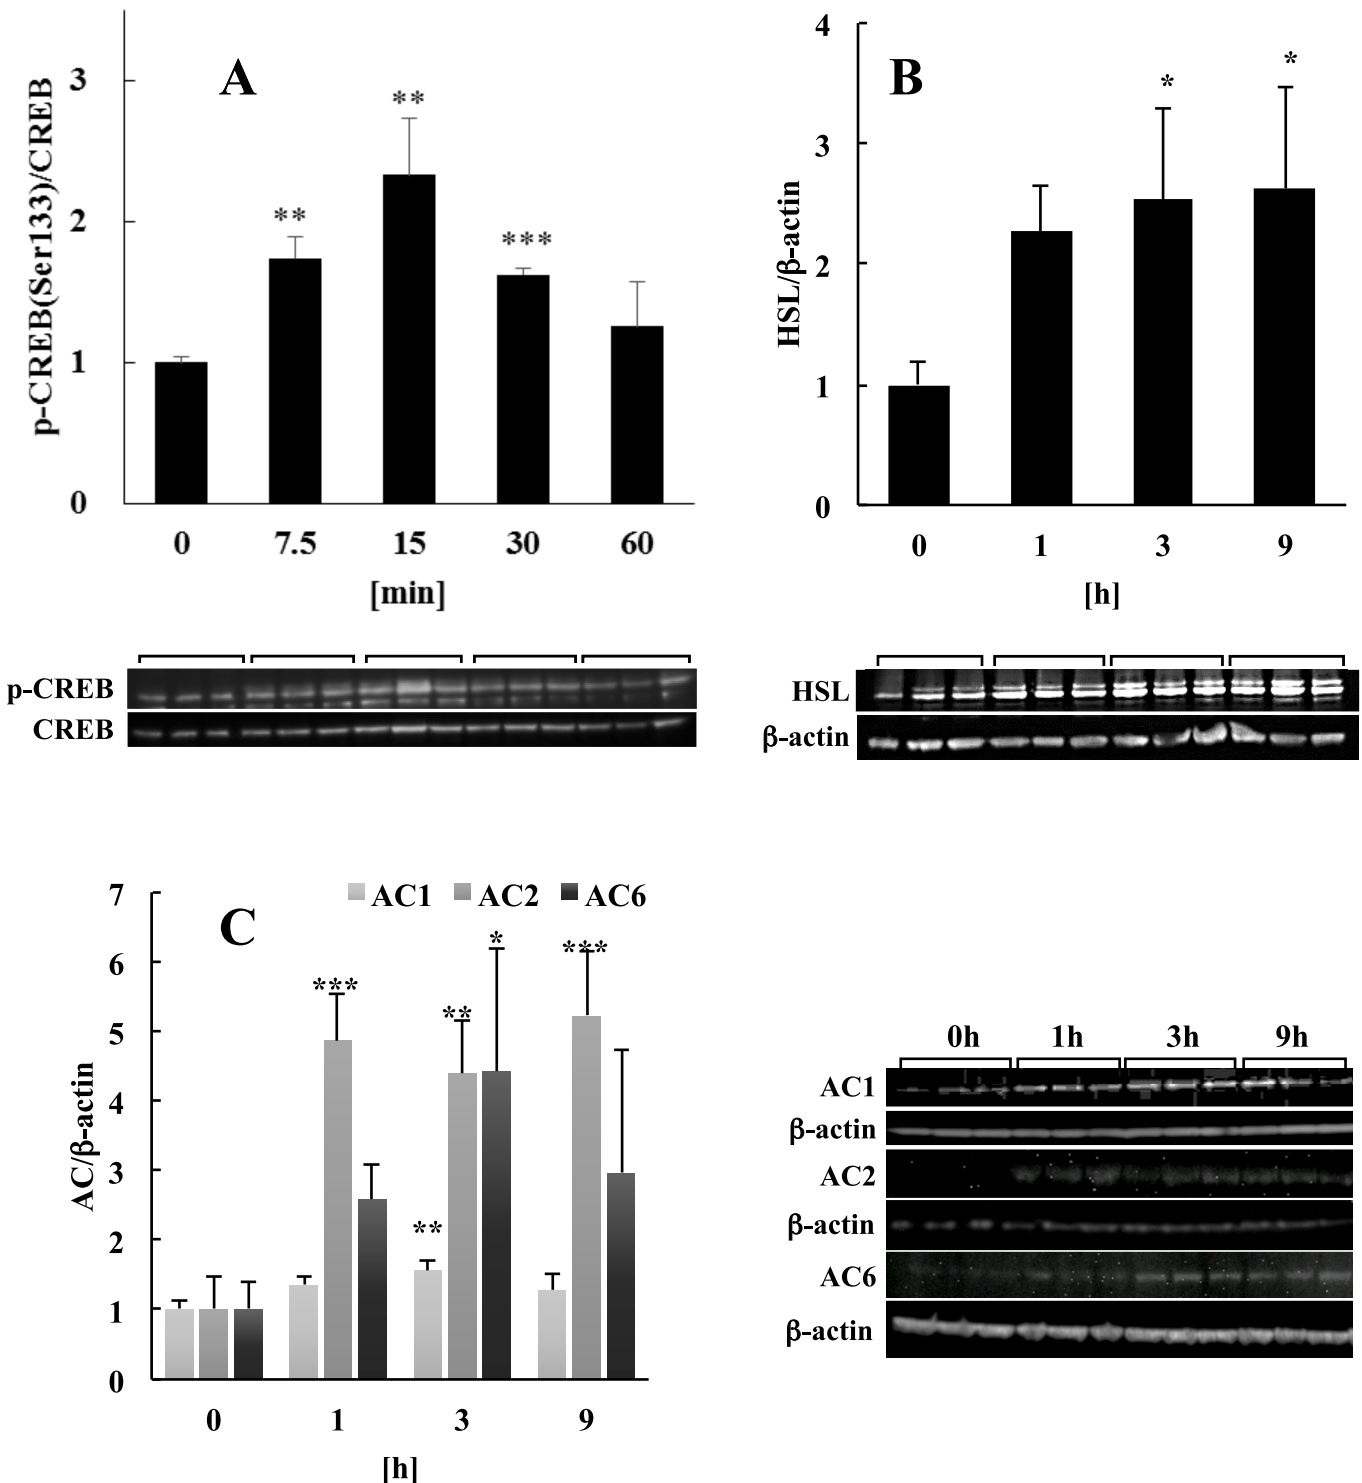 A
p-CREB(Ser133)/CREB
3
2
1
0
**
**
***
0 7.5 15 30 60
[min]
p-CREB
CREB
B
HSL/β-actin
4
3
2
1
0
*
*
0 1 3 9
[h]
HSL
β-actin
C
AC1 AC2 AC6
AC/β-actin
7
6
5
4
3
2
1
0
***
**
**
*
***
0 1 3 9
[h]
0h 1h 3h 9h
AC1
β-actin
AC2
β-actin
AC6
β-actin